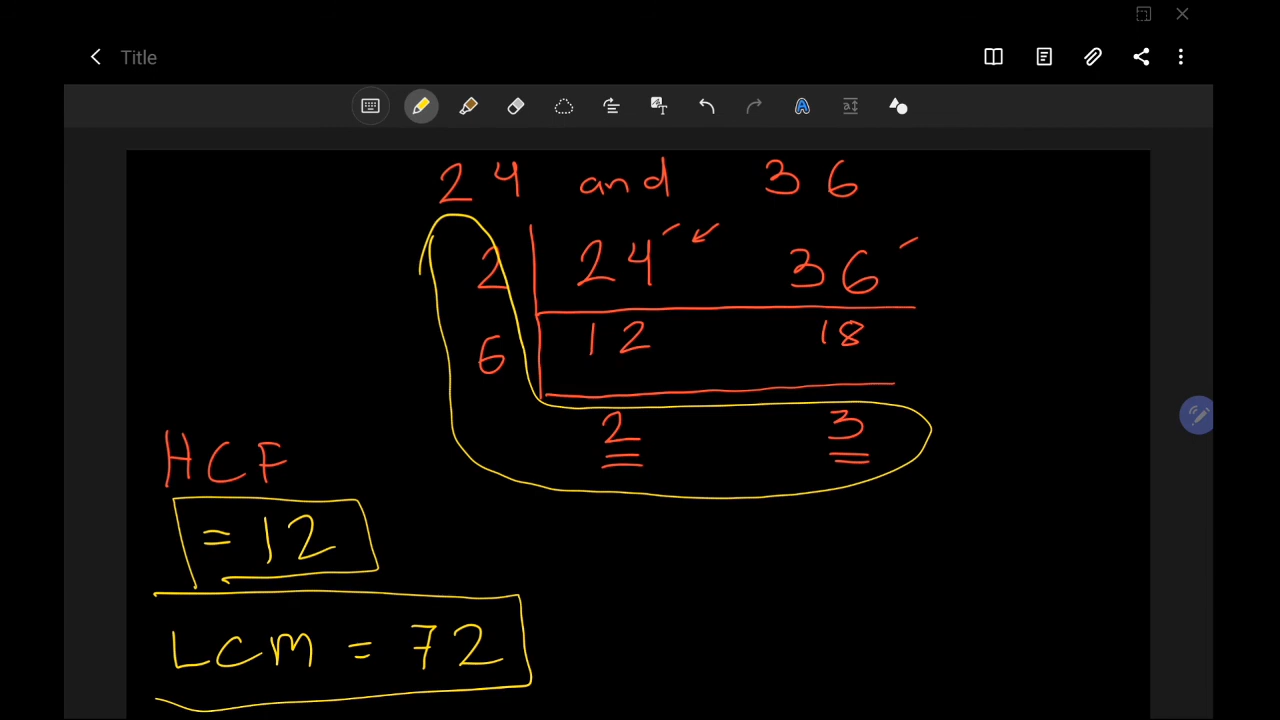 Title
24 and 36
2 24 36
6 12 18
2 3
HCF
= 12
LCM = 72